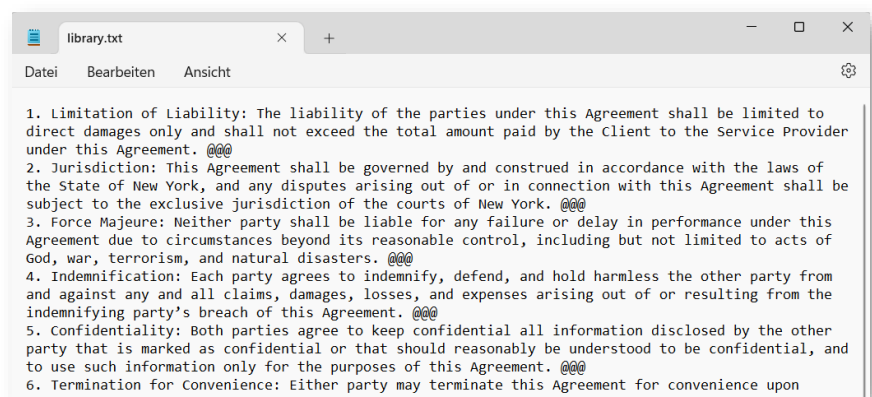 library.txt
Datei Bearbeiten Ansicht
1. Limitation of Liability: The liability of the parties under this Agreement shall be limited to
direct damages only and shall not exceed the total amount paid by the Client to the Service Provider
under this Agreement. @@@
2. Jurisdiction: This Agreement shall be governed by and construed in accordance with the laws of
the State of New York, and any disputes arising out of or in connection with this Agreement shall be
subject to the exclusive jurisdiction of the courts of New York. @@@
3. Force Majeure: Neither party shall be liable for any failure or delay in performance under this
Agreement due to circumstances beyond its reasonable control, including but not limited to acts of
God, war, terrorism, and natural disasters. @@@
4. Indemnification: Each party agrees to indemnify, defend, and hold harmless the other party from
and against any and all claims, damages, losses, and expenses arising out of or resulting from the
indemnifying party’s breach of this Agreement. @@@
5. Confidentiality: Both parties agree to keep confidential all information disclosed by the other
party that is marked as confidential or that should reasonably be understood to be confidential, and
to use such information only for the purposes of this Agreement. @@@
6. Termination for Convenience: Either party may terminate this Agreement for convenience upon